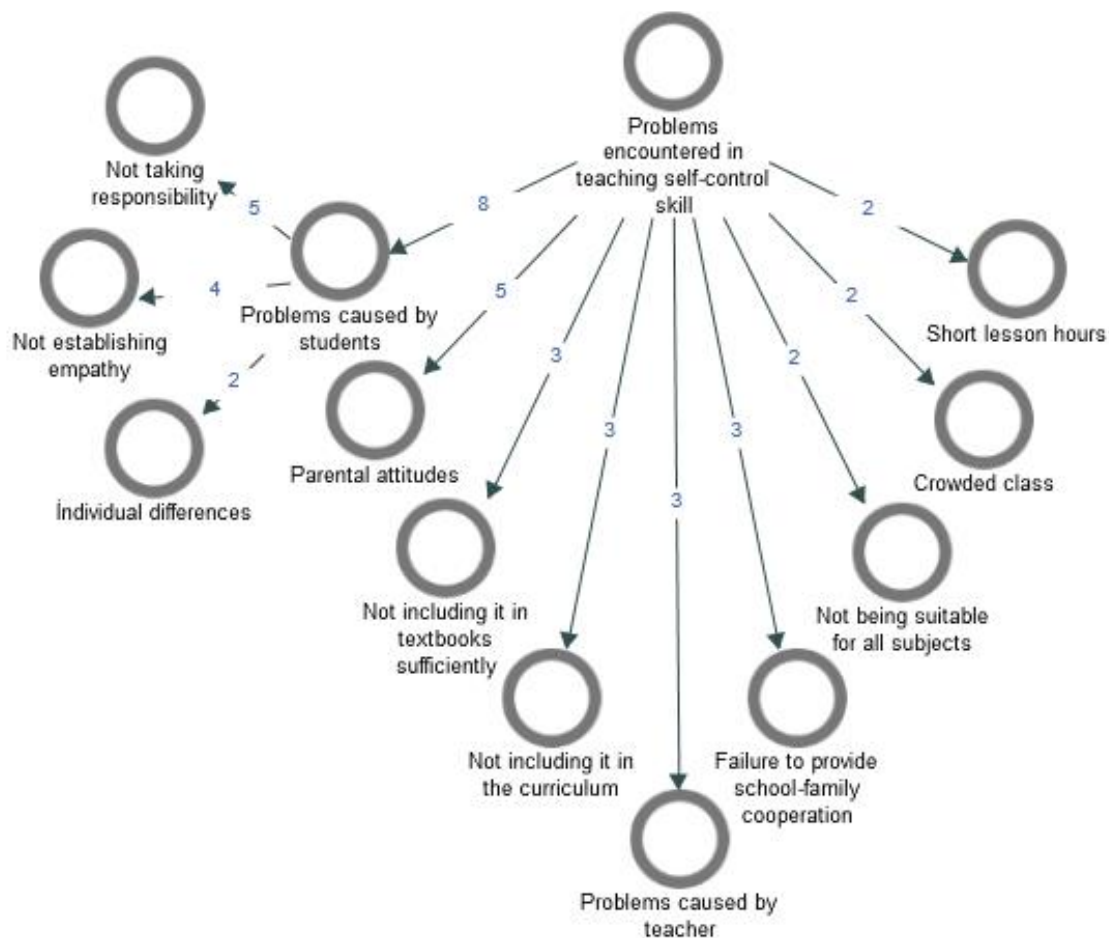 Problems
encountered in
teaching self-control
skill
8
5
3
3
3
3
2
2
2
Problems caused by
students
5
4
2
Not taking
responsibility
Not establishing
empathy
İndividual differences
Parental attitudes
Not including it in
textbooks
sufficiently
Not including it in
the curriculum
Problems caused by
teacher
Failure to provide
school-family
cooperation
Not being suitable
for all subjects
Crowded class
Short lesson hours